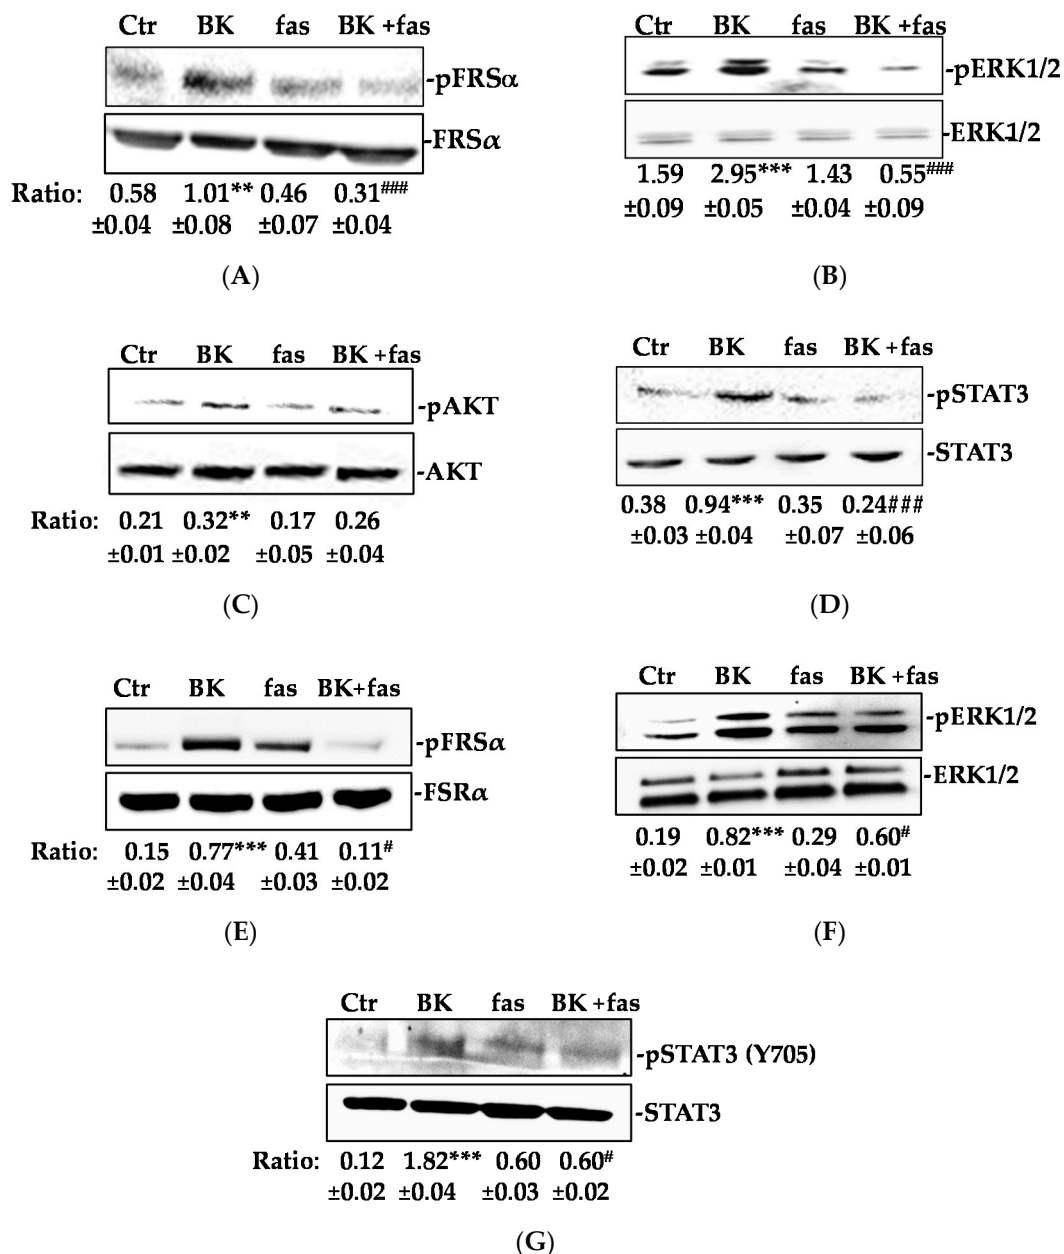 Ctr BK fas BK +fas
-pFRSα
-FRSα
Ratio: 0.58 1.01** 0.46 0.31###
±0.04 ±0.08 ±0.07 ±0.04
(A)
Ctr BK fas BK +fas
-pERK1/2
-ERK1/2
1.59 2.95*** 1.43 0.55###
±0.09 ±0.05 ±0.04 ±0.09
(B)
Ctr BK fas BK +fas
-pAKT
-AKT
Ratio: 0.21 0.32** 0.17 0.26
±0.01 ±0.02 ±0.05 ±0.04
(C)
Ctr BK fas BK +fas
-pSTAT3
-STAT3
0.38 0.94*** 0.35 0.24###
±0.03 ±0.04 ±0.07 ±0.06
(D)
Ctr BK fas BK+fas
-pFRSα
-FSRα
Ratio: 0.15 0.77*** 0.41 0.11#
±0.02 ±0.04 ±0.03 ±0.02
(E)
Ctr BK fas BK +fas
-pERK1/2
-ERK1/2
0.19 0.82*** 0.29 0.60#
±0.02 ±0.01 ±0.04 ±0.01
(F)
Ctr BK fas BK +fas
-pSTAT3 (Y705)
-STAT3
Ratio: 0.12 1.82*** 0.60 0.60#
±0.02 ±0.04 ±0.03 ±0.02
(G)